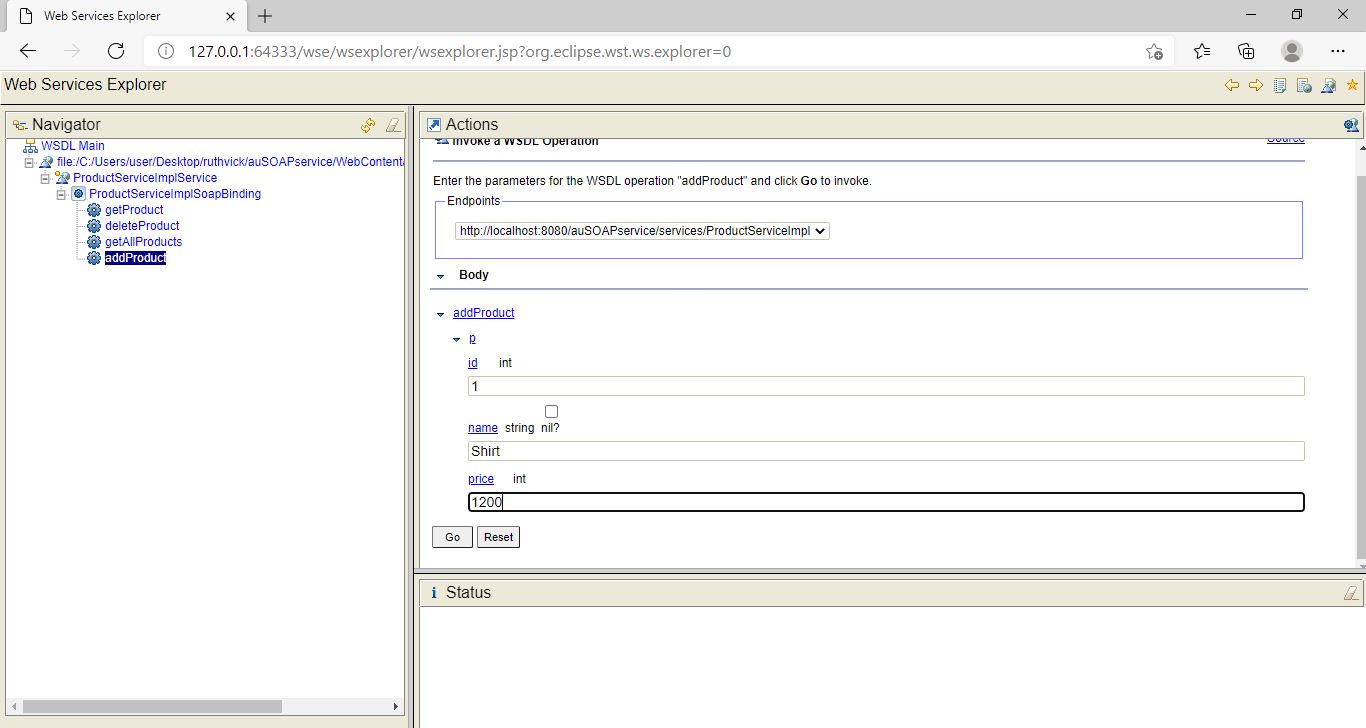 Web Services Explorer
127.0.0.1:64333/wse/wsexplorer/wsexplorer.jsp?org.eclipse.wst.ws.explorer=0
Web Services Explorer
Navigator
WSDL Main
file:/C:/Users/user/Desktop/ruthvick/auSOAPservice/WebContent/
ProductServiceImplService
ProductServiceImplSoapBinding
getProduct
deleteProduct
getAllProducts
addProduct
Actions
Invoke a WSDL Operation
Source
Enter the parameters for the WSDL operation "addProduct" and click Go to invoke.
Endpoints
http://localhost:8080/auSOAPservice/services/ProductServiceImpl
Body
addProduct
p
id int
1
name string nil?
Shirt
price int
1200
Go Reset
i Status